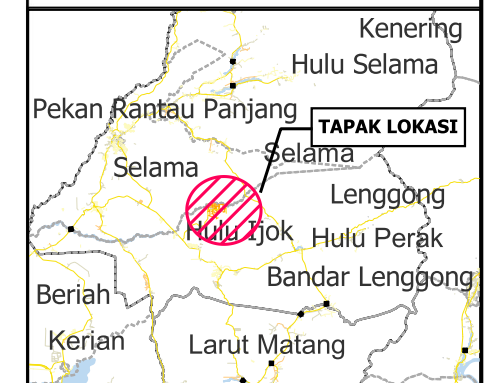 Kenering
Hulu Selama
Pekan Rantau Panjang
TAPAK LOKASI
Selama
Selama
Lenggong
Hulu Ijok
Hulu Perak
Bandar Lenggong
Beriah
Kerian
Larut Matang